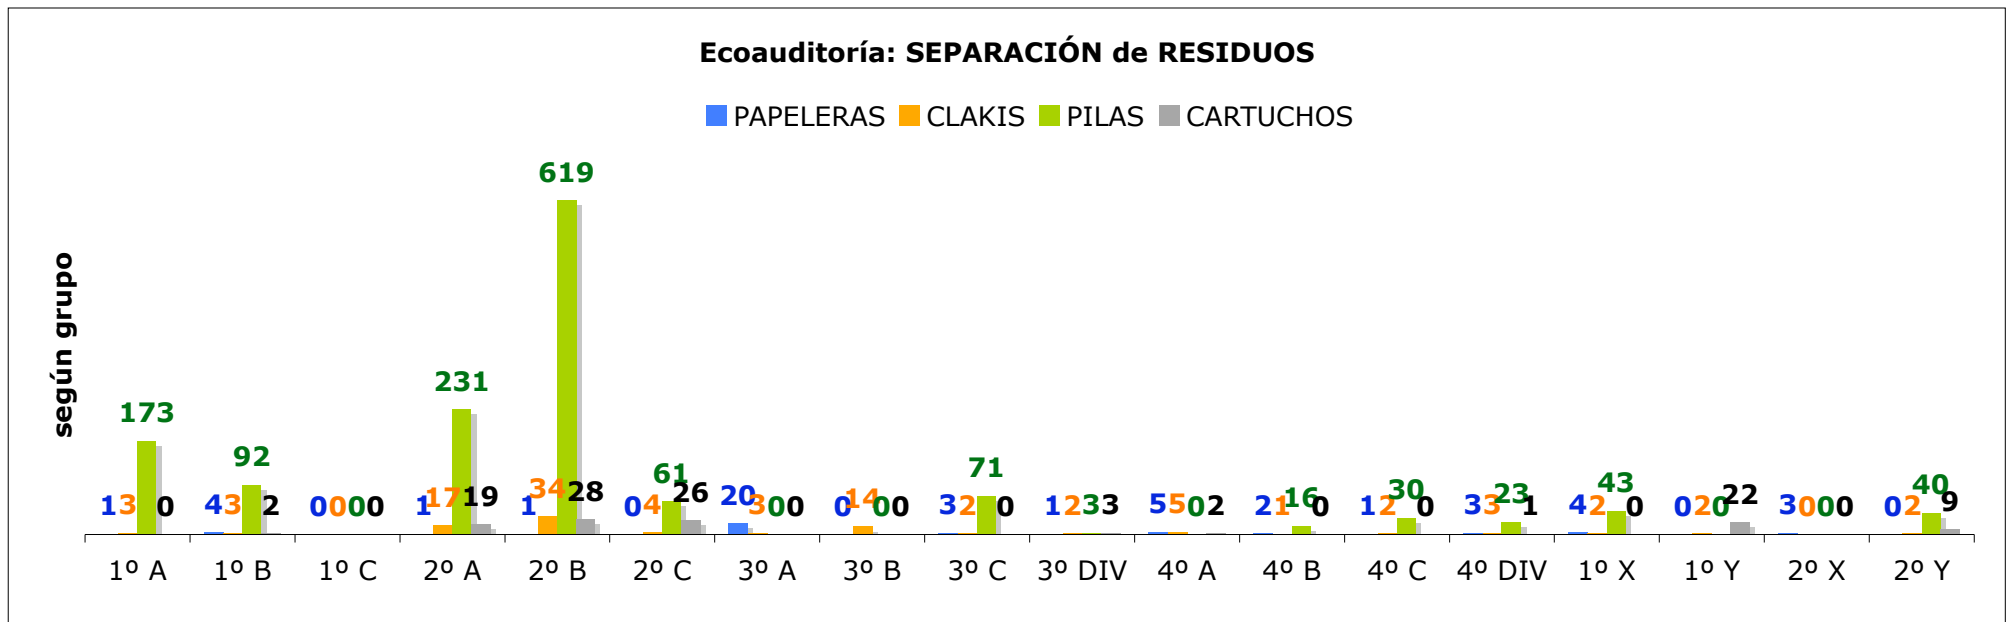 Ecoauditoría: SEPARACIÓN de RESIDUOS
PAPELERAS CLAKIS PILAS CARTUCHOS
según grupo
1 3 173 0
4 3 92 2
0 0 0 0
1 17 231 19
1 34 619 28
0 4 61 26
20 3 0 0
0 14 0 0
3 2 71 0
1 2 3 3
5 5 0 2
2 1 16 0
1 2 30 0
3 3 23 1
4 2 43 0
0 2 0 22
3 0 0 0
0 2 40 9
1º A 1º B 1º C 2º A 2º B 2º C 3º A 3º B 3º C 3º DIV 4º A 4º B 4º C 4º DIV 1º X 1º Y 2º X 2º Y